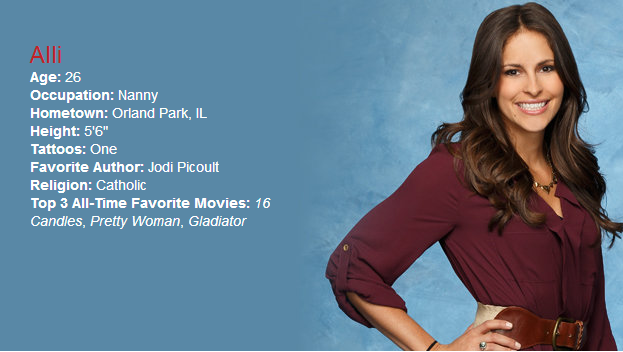 Alli
Age: 26
Occupation: Nanny
Hometown: Orland Park, IL
Height: 5'6"
Tattoos: One
Favorite Author: Jodi Picoult
Religion: Catholic
Top 3 All-Time Favorite Movies: 16
Candles, Pretty Woman, Gladiator